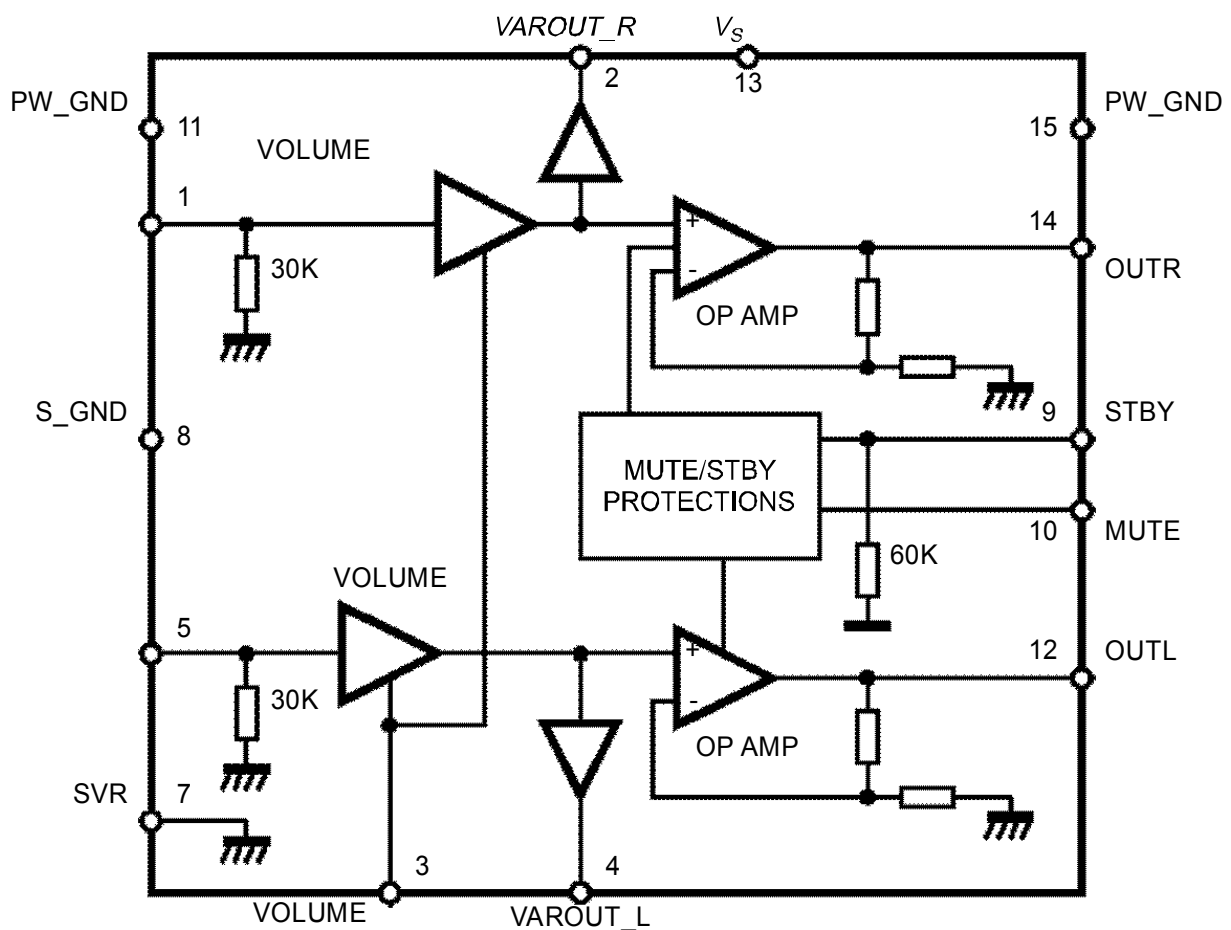 VAROUT_R
V_S
2
13
PW_GND
PW_GND
11
15
VOLUME
1
+
14
30K
-
OUTR
OP AMP
S_GND
9
STBY
8
MUTE/STBY
PROTECTIONS
10
MUTE
60K
VOLUME
5
+
12
OUTL
30K
-
OP AMP
SVR
7
3
4
VOLUME
VAROUT_L